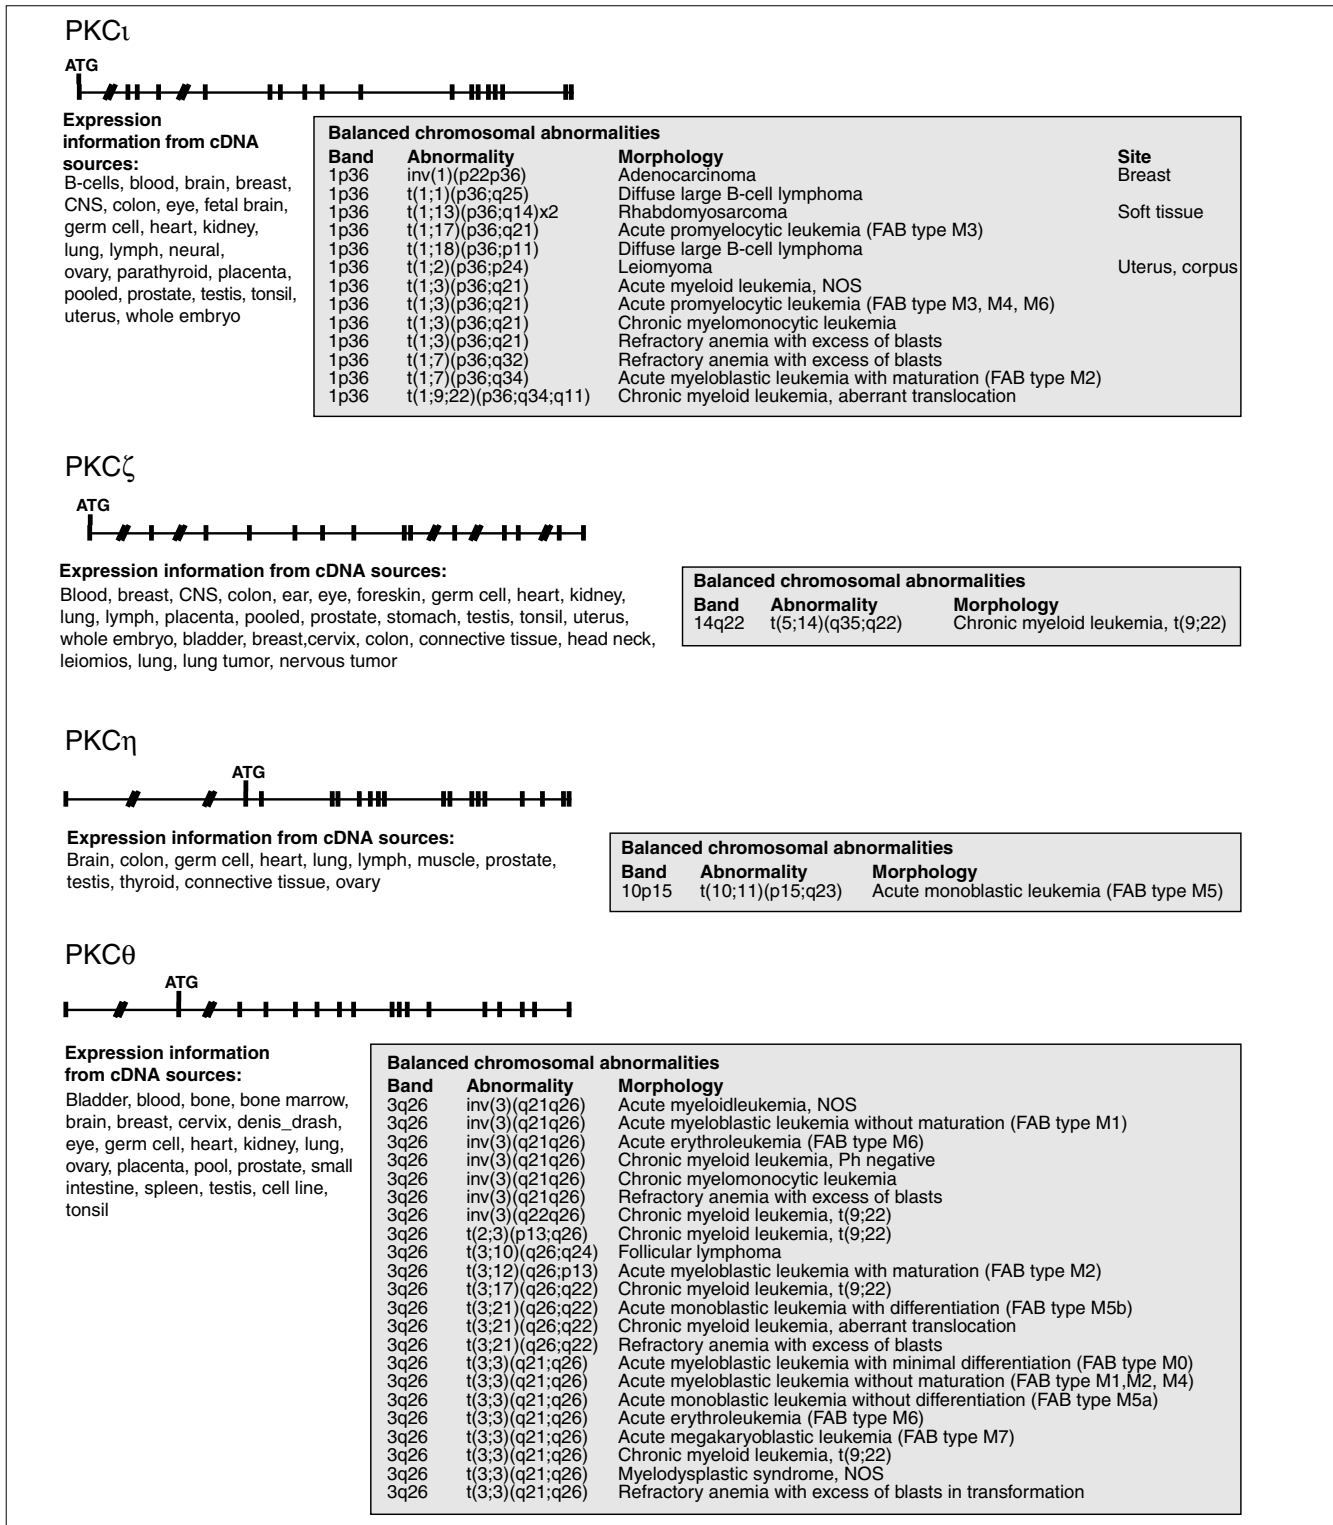 PKCι
ATG
Expression
information from cDNA
sources:
B-cells, blood, brain, breast,
CNS, colon, eye, fetal brain,
germ cell, heart, kidney,
lung, lymph, neural,
ovary, parathyroid, placenta,
pooled, prostate, testis, tonsil,
uterus, whole embryo
Balanced chromosomal abnormalities
Band Abnormality Morphology Site
1p36 inv(1)(p22p36) Adenocarcinoma Breast
1p36 t(1;1)(p36;q25) Diffuse large B-cell lymphoma
1p36 t(1;13)(p36;q14)x2 Rhabdomyosarcoma Soft tissue
1p36 t(1;17)(p36;q21) Acute promyelocytic leukemia (FAB type M3)
1p36 t(1;18)(p36;p11) Diffuse large B-cell lymphoma
1p36 t(1;2)(p36;p24) Leiomyoma Uterus, corpus
1p36 t(1;3)(p36;q21) Acute myeloid leukemia, NOS
1p36 t(1;3)(p36;q21) Acute promyelocytic leukemia (FAB type M3, M4, M6)
1p36 t(1;3)(p36;q21) Chronic myelomonocytic leukemia
1p36 t(1;3)(p36;q21) Refractory anemia with excess of blasts
1p36 t(1;7)(p36;q32) Refractory anemia with excess of blasts
1p36 t(1;7)(p36;q34) Acute myeloblastic leukemia with maturation (FAB type M2)
1p36 t(1;9;22)(p36;q34;q11) Chronic myeloid leukemia, aberrant translocation
PKCζ
ATG
Expression information from cDNA sources:
Blood, breast, CNS, colon, ear, eye, foreskin, germ cell, heart, kidney,
lung, lymph, placenta, pooled, prostate, stomach, testis, tonsil, uterus,
whole embryo, bladder, breast,cervix, colon, connective tissue, head neck,
leiomios, lung, lung tumor, nervous tumor
Balanced chromosomal abnormalities
Band Abnormality Morphology
14q22 t(5;14)(q35;q22) Chronic myeloid leukemia, t(9;22)
PKCη
ATG
Expression information from cDNA sources:
Brain, colon, germ cell, heart, lung, lymph, muscle, prostate,
testis, thyroid, connective tissue, ovary
Balanced chromosomal abnormalities
Band Abnormality Morphology
10p15 t(10;11)(p15;q23) Acute monoblastic leukemia (FAB type M5)
PKCθ
ATG
Expression information
from cDNA sources:
Bladder, blood, bone, bone marrow,
brain, breast, cervix, denis_drash,
eye, germ cell, heart, kidney, lung,
ovary, placenta, pool, prostate, small
intestine, spleen, testis, cell line,
tonsil
Balanced chromosomal abnormalities
Band Abnormality Morphology
3q26 inv(3)(q21q26) Acute myeloidleukemia, NOS
3q26 inv(3)(q21q26) Acute myeloblastic leukemia without maturation (FAB type M1)
3q26 inv(3)(q21q26) Acute erythroleukemia (FAB type M6)
3q26 inv(3)(q21q26) Chronic myeloid leukemia, Ph negative
3q26 inv(3)(q21q26) Chronic myelomonocytic leukemia
3q26 inv(3)(q21q26) Refractory anemia with excess of blasts
3q26 inv(3)(q22q26) Chronic myeloid leukemia, t(9;22)
3q26 t(2;3)(p13;q26) Chronic myeloid leukemia, t(9;22)
3q26 t(3;10)(q26;q24) Follicular lymphoma
3q26 t(3;12)(q26;p13) Acute myeloblastic leukemia with maturation (FAB type M2)
3q26 t(3;17)(q26;q22) Chronic myeloid leukemia, t(9;22)
3q26 t(3;21)(q26;q22) Acute monoblastic leukemia with differentiation (FAB type M5b)
3q26 t(3;21)(q26;q22) Chronic myeloid leukemia, aberrant translocation
3q26 t(3;21)(q26;q22) Refractory anemia with excess of blasts
3q26 t(3;3)(q21;q26) Acute myeloblastic leukemia with minimal differentiation (FAB type M0)
3q26 t(3;3)(q21;q26) Acute myeloblastic leukemia without maturation (FAB type M1,M2, M4)
3q26 t(3;3)(q21;q26) Acute monoblastic leukemia without differentiation (FAB type M5a)
3q26 t(3;3)(q21;q26) Acute erythroleukemia (FAB type M6)
3q26 t(3;3)(q21;q26) Acute megakaryoblastic leukemia (FAB type M7)
3q26 t(3;3)(q21;q26) Chronic myeloid leukemia, t(9;22)
3q26 t(3;3)(q21;q26) Myelodysplastic syndrome, NOS
3q26 t(3;3)(q21;q26) Refractory anemia with excess of blasts in transformation